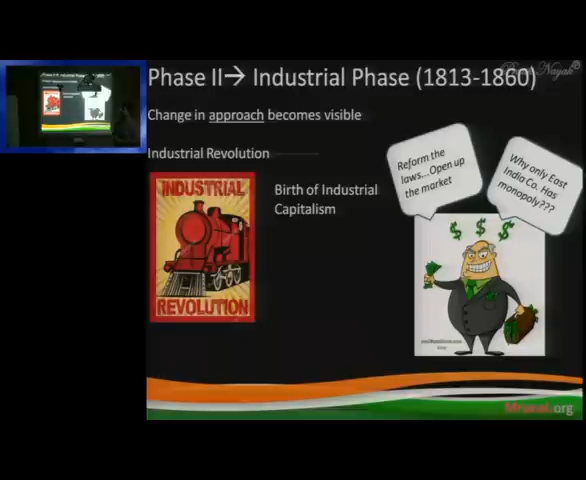 Phase II→ Industrial Phase (1813-1860)
Change in approach becomes visible
Industrial Revolution
INDUSTRIAL
REVOLUTION
Birth of Industrial
Capitalism
Reform the
laws...Open up
the market
Why only East
India Co. Has
monopoly???
$ $ $
Mrunal.org